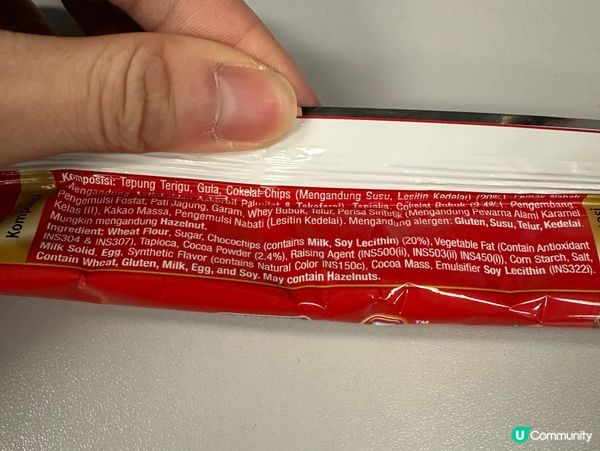 Komposisi: Tepung Terigu, Gula, Cokelat Chips (Mengandung Susu, Lesitin Kedelai) (20%), Lemak Nabati
Pengemulsi Fosfat, Pati Jagung, Garam, Whey Bubuk, Telur, Perisa Sintetik (Mengandung Pewarna Alami Karamel
Kelas III), Kakao Massa, Pengemulsi Nabati (Lesitin Kedelai). Mengandung alergen: Gluten, Susu, Telur, Kedelai.
Mungkin mengandung Hazelnut.
Ingredient: Wheat Flour, Sugar, Chocochips (contains Milk, Soy Lecithin) (20%), Vegetable Fat (Contain Antioxidant
INS304 & INS307), Tapioca, Cocoa Powder (2.4%), Raising Agent (INS500(ii), INS503(ii) INS450(i)), Corn Starch, Salt,
Milk Solid, Egg, Synthetic Flavor (contains Natural Color INS150c), Cocoa Mass, Emulsifier Soy Lecithin (INS322).
Contain Wheat, Gluten, Milk, Egg, and Soy. May contain Hazelnuts.
TM
U Community